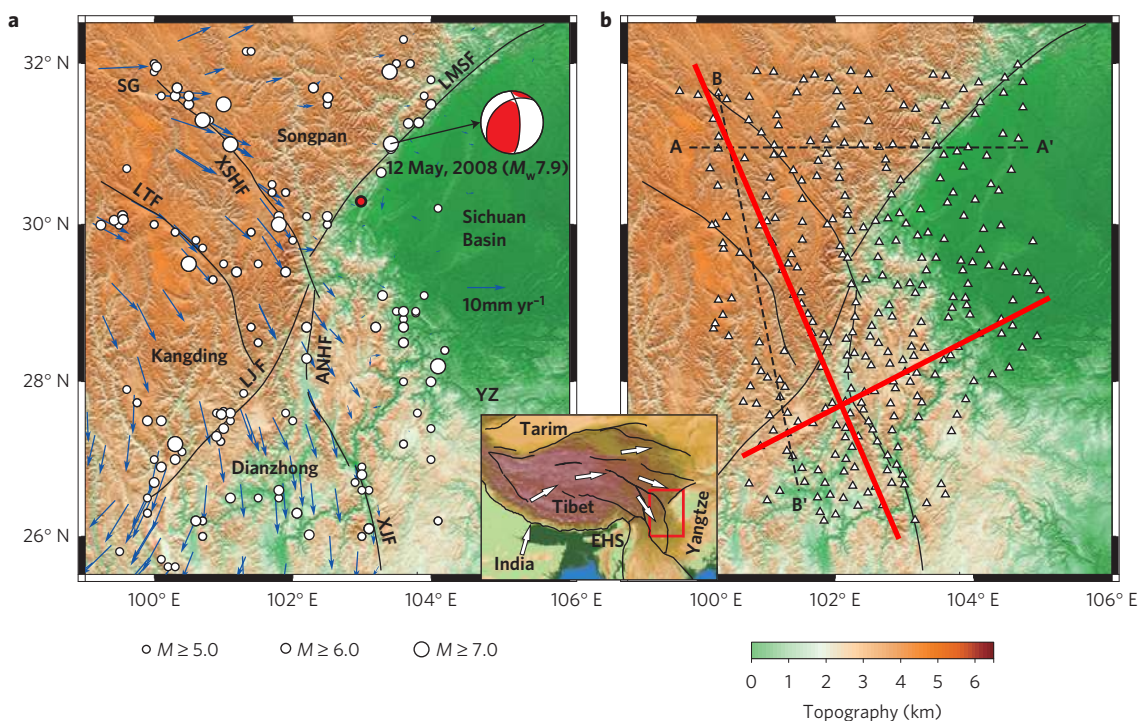 a
b
32° N
30° N
28° N
26° N
SG
Songpan
LMSF
XSHF
LTF
12 May, 2008 (Mw7.9)
Sichuan
Basin
10mm yr⁻¹
Kangding
LJF
ANHF
YZ
Dianzhong
XJF
100° E
102° E
104° E
106° E
Tarim
Tibet
EHS
India
Yangtze
B
A
A'
B'
100° E
102° E
104° E
106° E
M ≥ 5.0
M ≥ 6.0
M ≥ 7.0
0 1 2 3 4 5 6
Topography (km)